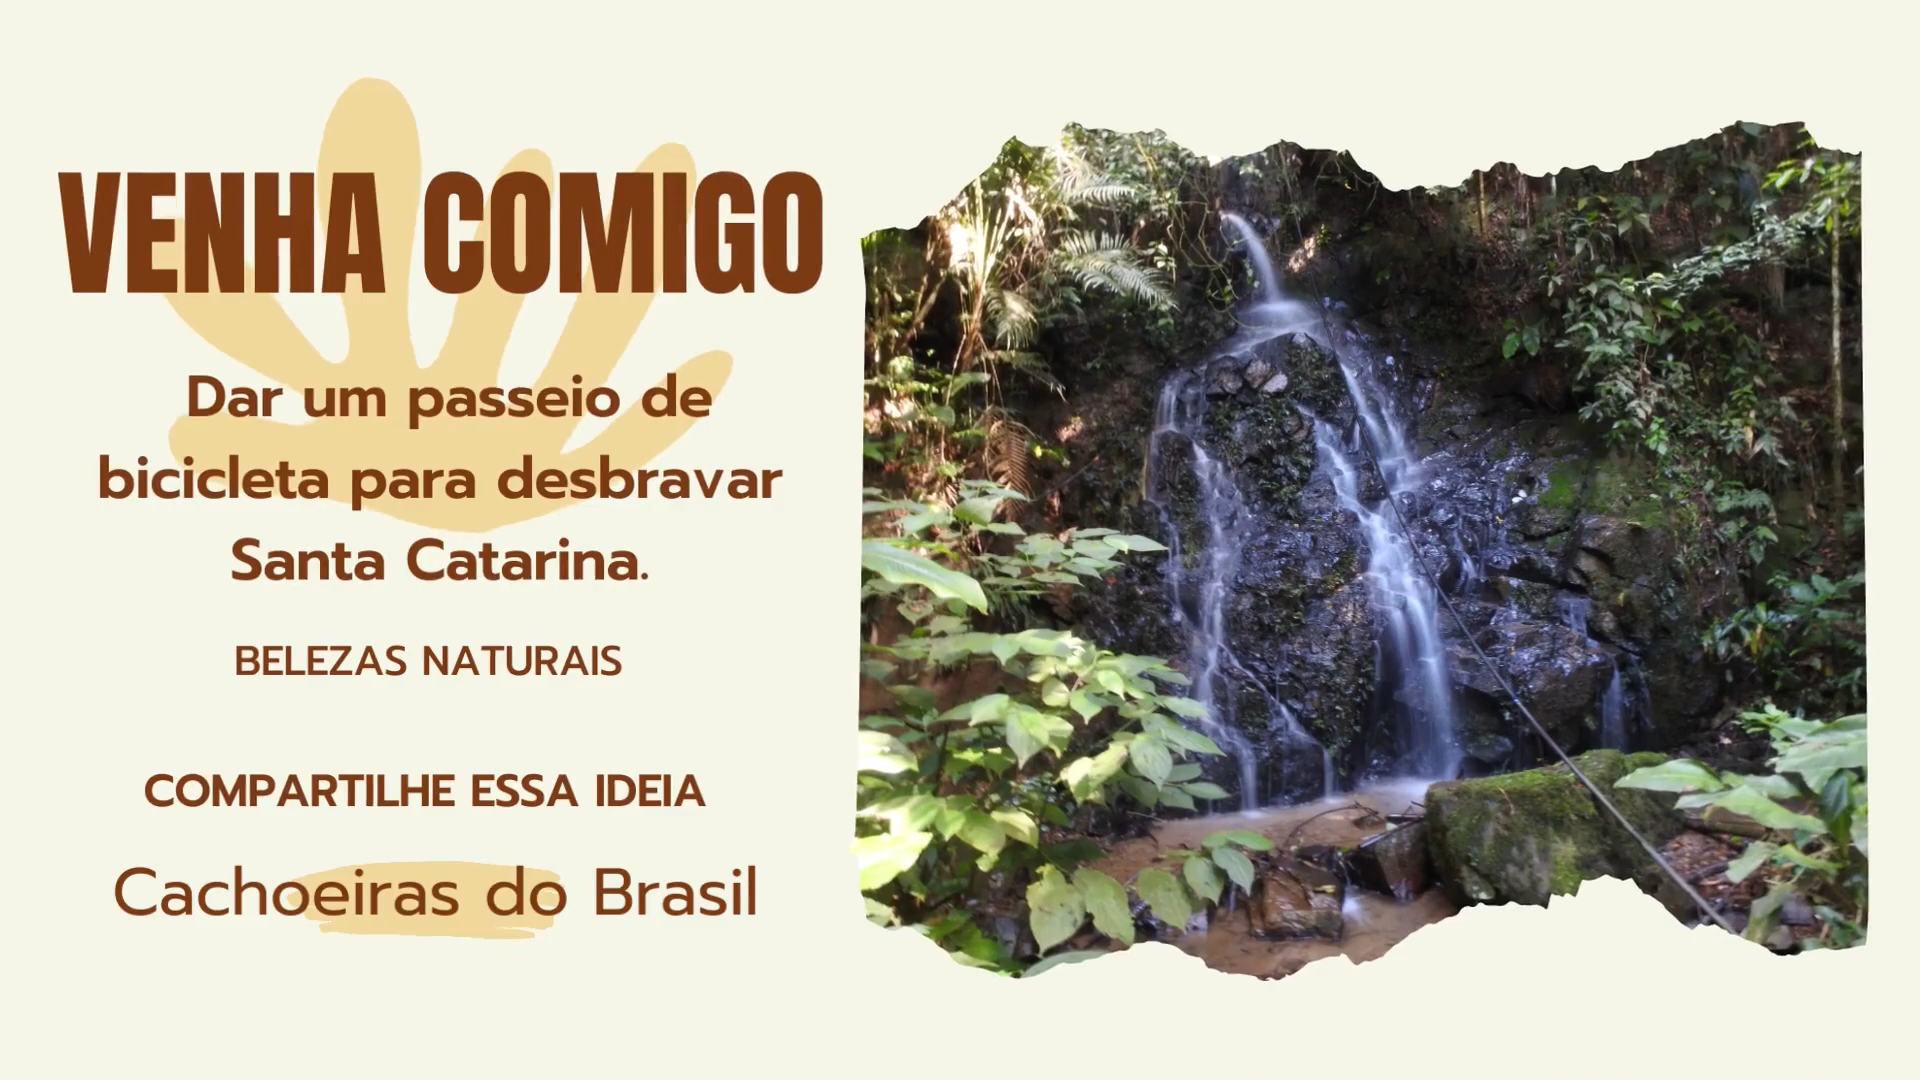 VENHA COMIGO
Dar um passeio de
bicicleta para desbravar
Santa Catarina.
BELEZAS NATURAIS
COMPARTILHE ESSA IDEIA
Cachoeiras do Brasil